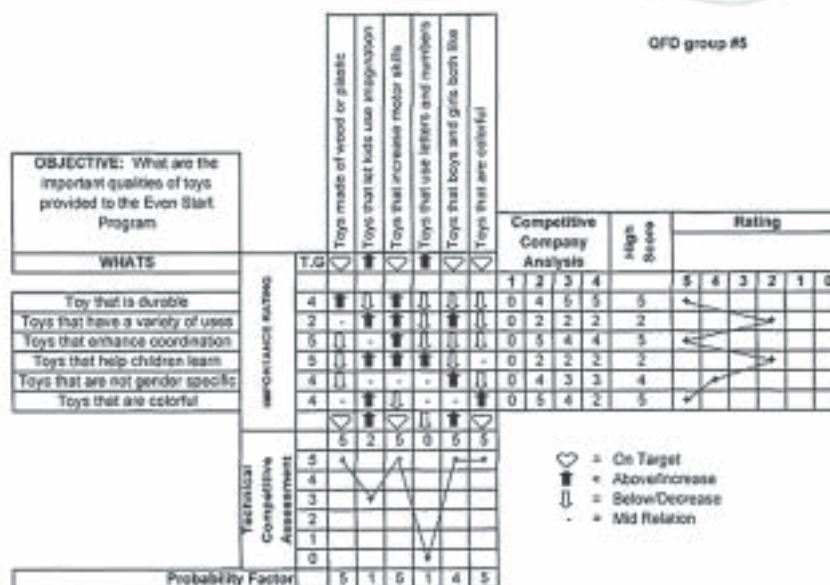 QFD group #5
Toys made of wood or plastic
Toys that let kids use imagination
Toys that increase motor skills
Toys that use letters and numbers
Toys that boys and girls both like
Toys that are colorful
OBJECTIVE: What are the
important qualities of toys
provided to the Even Start
Program
WHATS
IMPORTANCE RATING
T.G
Competitive
Company
Analysis
High
Score
Rating
1 2 3 4
5 4 3 2 1 0
Toy that is durable 4 0 4 5 5 5
Toys that have a variety of uses 2 - 0 2 2 2 2
Toys that enhance coordination 5 - 0 5 4 4 5
Toys that help children learn 5 - 0 2 2 2 2
Toys that are not gender specific 4 - - - 0 4 3 3 4
Toys that are colorful 4 - - - 0 5 4 2 5
5 2 5 0 5 5
Technical
Competitive
Assessment
5
4
3
2
1
0
= On Target
= Above/Increase
= Below/Decrease
- = Mid Relation
Probability Factor 5 1 5 1 4 5